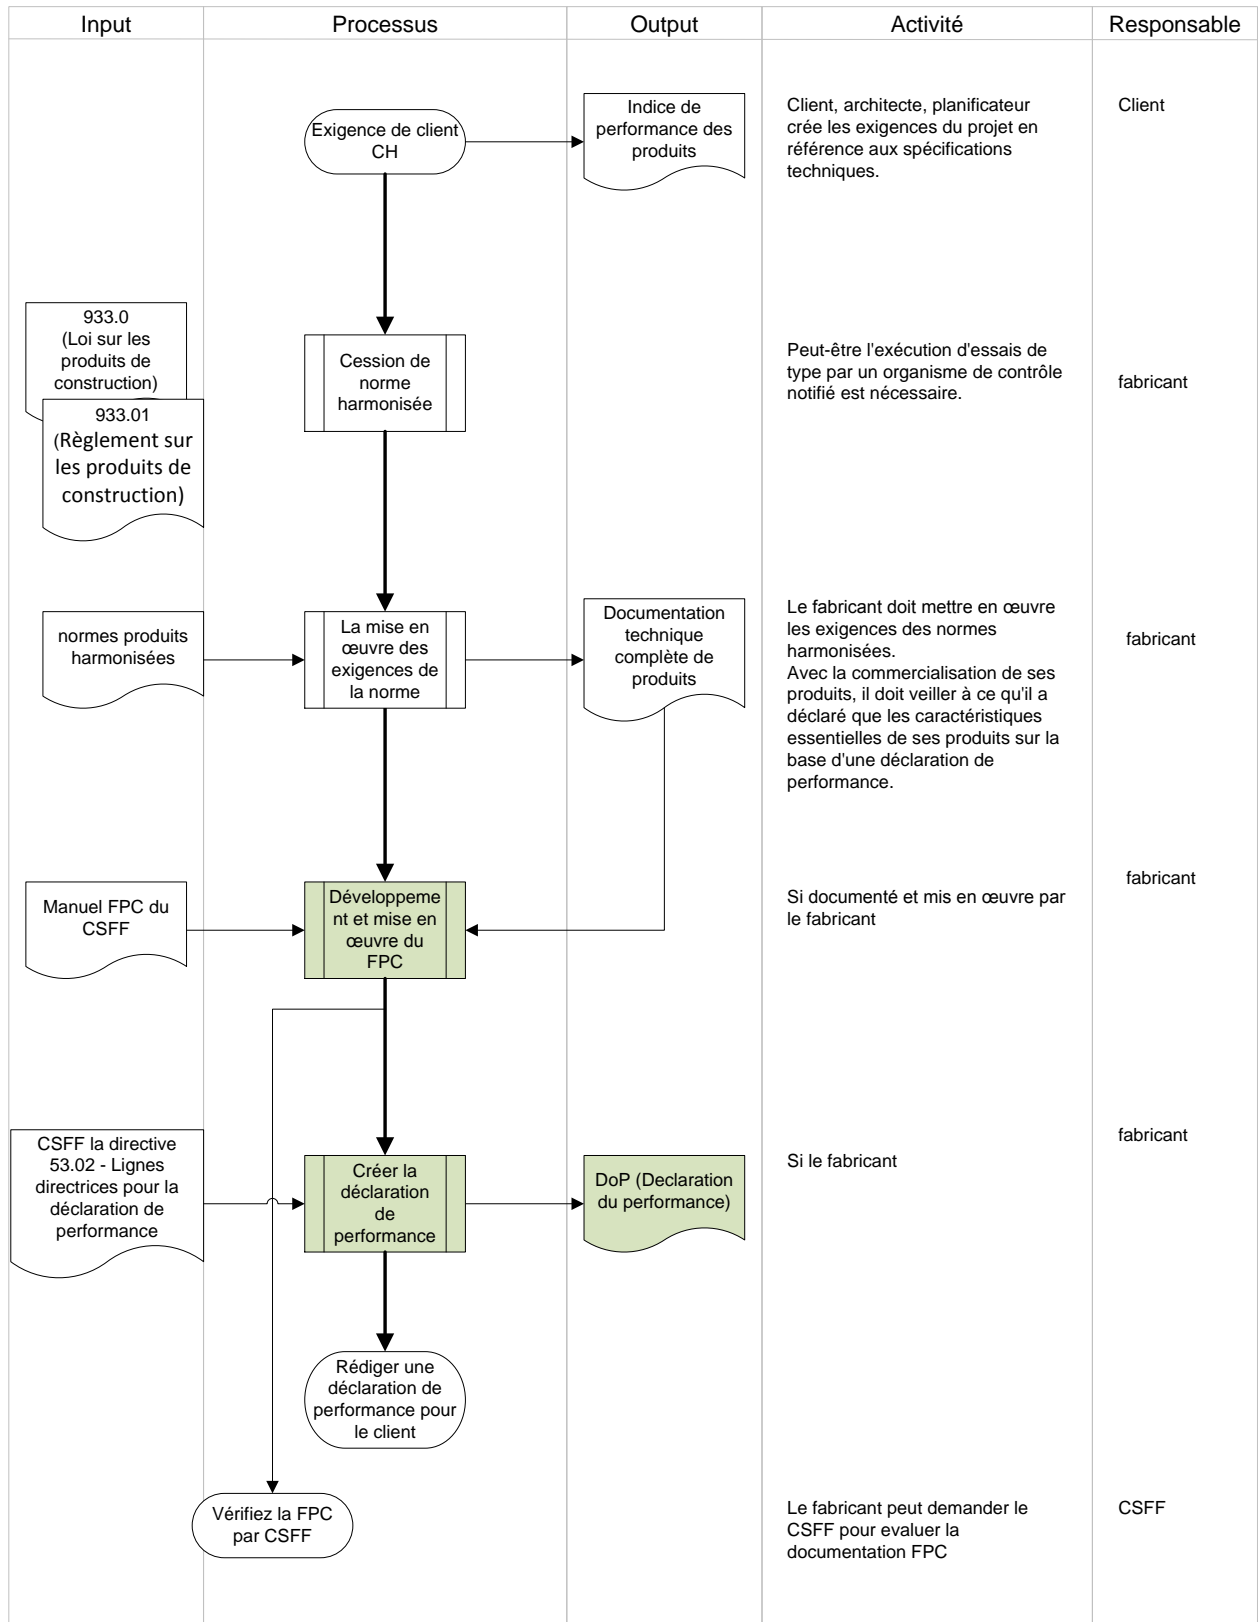 Input
Processus
Output
Activité
Responsable
Exigence de client
CH
Indice de
performance des
produits
Client, architecte, planificateur
crée les exigences du projet en
référence aux spécifications
techniques.
Client
933.0
(Loi sur les
produits de
construction)
933.01
(Règlement sur
les produits de
construction)
Cession de
norme
harmonisée
Peut-être l'exécution d'essais de
type par un organisme de contrôle
notifié est nécessaire.
fabricant
normes produits
harmonisées
La mise en
œuvre des
exigences de
la norme
Documentation
technique
complète de
produits
Le fabricant doit mettre en œuvre
les exigences des normes
harmonisées.
Avec la commercialisation de ses
produits, il doit veiller à ce qu'il a
déclaré que les caractéristiques
essentielles de ses produits sur la
base d'une déclaration de
performance.
fabricant
Manuel FPC du
CSFF
Développeme
nt et mise en
œuvre du
FPC
Si documenté et mis en œuvre par
le fabricant
fabricant
CSFF la directive
53.02 - Lignes
directrices pour la
déclaration de
performance
Créer la
déclaration
de
performance
DoP (Declaration
du performance)
Si le fabricant
fabricant
Rédiger une
déclaration de
performance pour
le client
Vérifiez la FPC
par CSFF
Le fabricant peut demander le
CSFF pour evaluer la
documentation FPC
CSFF